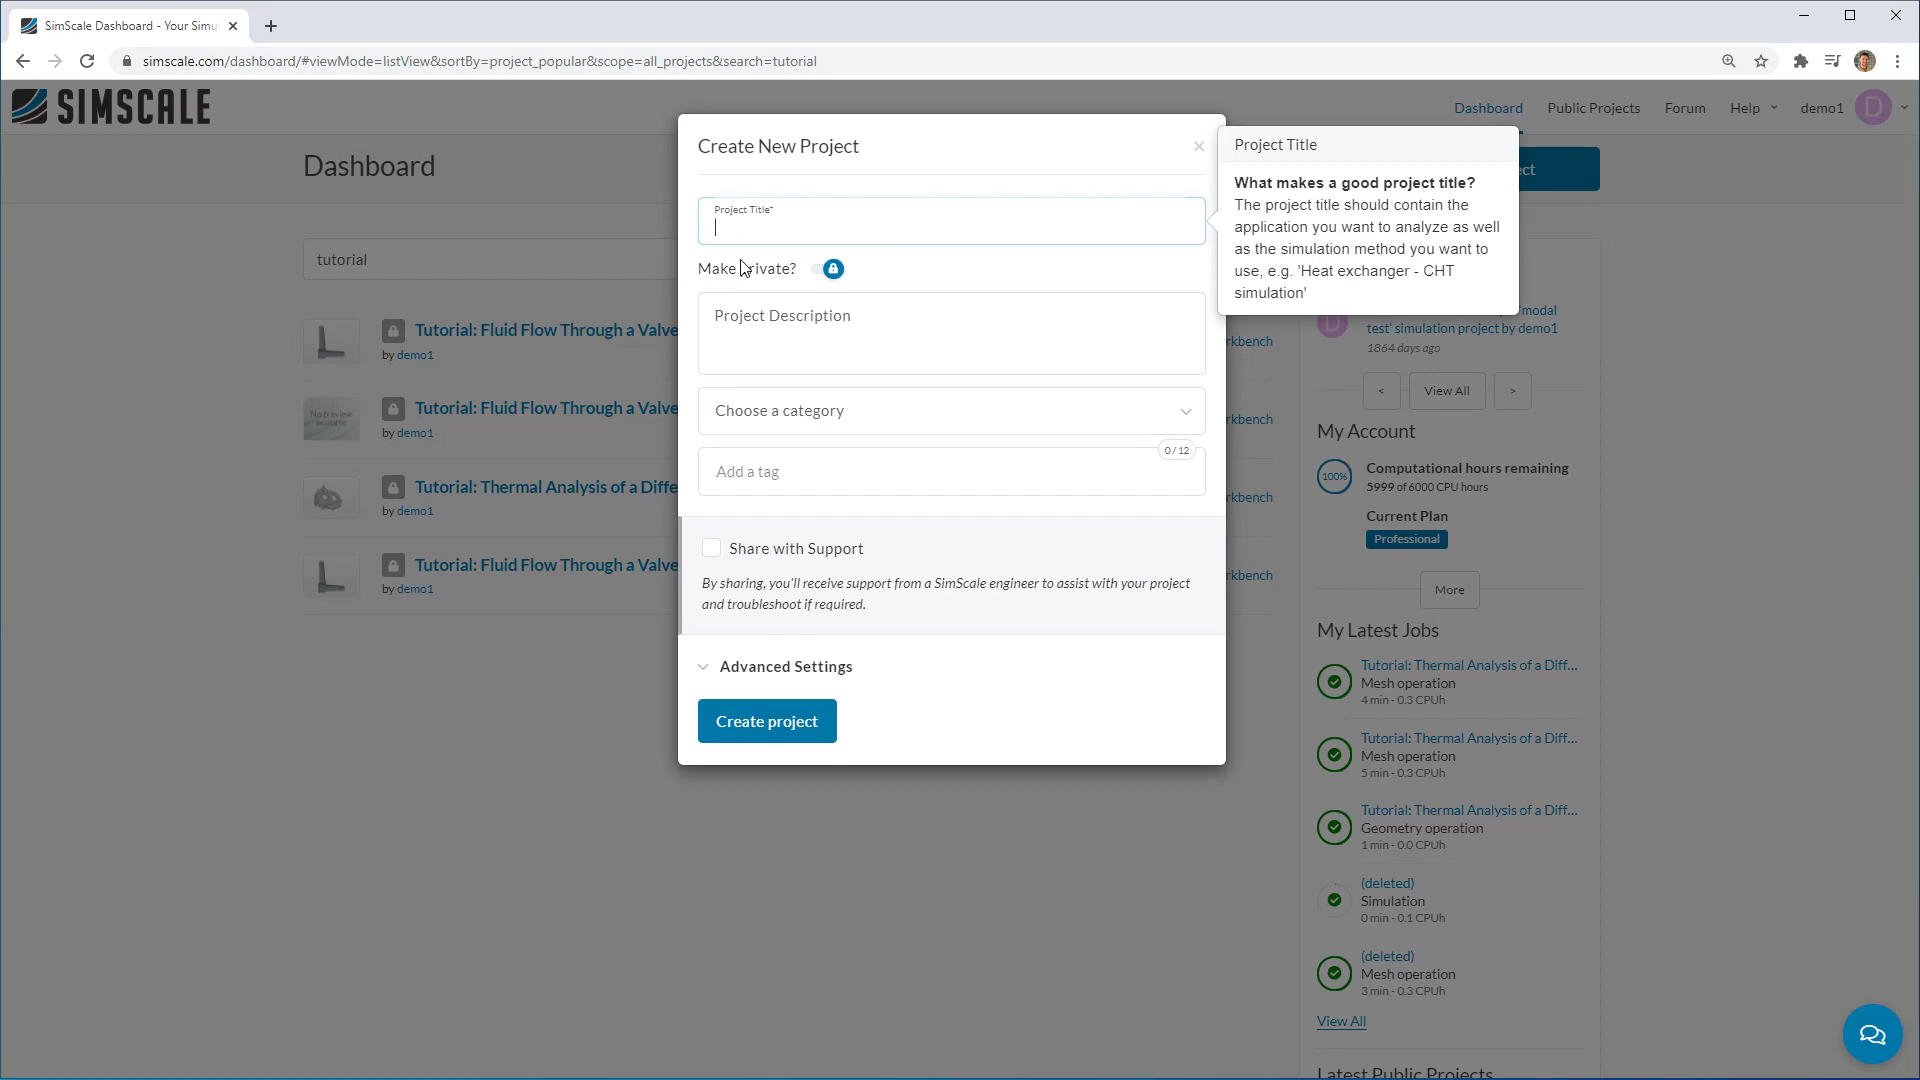 SimScale Dashboard - Your Simu
simscale.com/dashboard/#viewMode=listView&sortBy=project_popular&scope=all_projects&search=tutorial
SIMSCALE
Dashboard
Public Projects
Forum
Help
demo1
D
Dashboard
ect
tutorial
Tutorial: Fluid Flow Through a Valve
by demo1
rkbench
No preview available
Tutorial: Fluid Flow Through a Valve
by demo1
rkbench
Tutorial: Thermal Analysis of a Diffe
by demo1
rkbench
Tutorial: Fluid Flow Through a Valve
by demo1
rkbench
Create New Project
×
Project Title*
Make private?
Project Description
Choose a category
0 / 12
Add a tag
Share with Support
By sharing, you'll receive support from a SimScale engineer to assist with your project
and troubleshoot if required.
Advanced Settings
Create project
Project Title
What makes a good project title?
The project title should contain the
application you want to analyze as well
as the simulation method you want to
use, e.g. 'Heat exchanger - CHT
simulation'
D
'modal
test' simulation project by demo1
1864 days ago
<
View All
>
My Account
100%
Computational hours remaining
5999 of 6000 CPU hours
Current Plan
Professional
More
My Latest Jobs
Tutorial: Thermal Analysis of a Diff...
Mesh operation
4 min - 0.3 CPUh
Tutorial: Thermal Analysis of a Diff...
Mesh operation
5 min - 0.3 CPUh
Tutorial: Thermal Analysis of a Diff...
Geometry operation
1 min - 0.0 CPUh
(deleted)
Simulation
0 min - 0.1 CPUh
(deleted)
Mesh operation
3 min - 0.3 CPUh
View All
Latest Public Projects